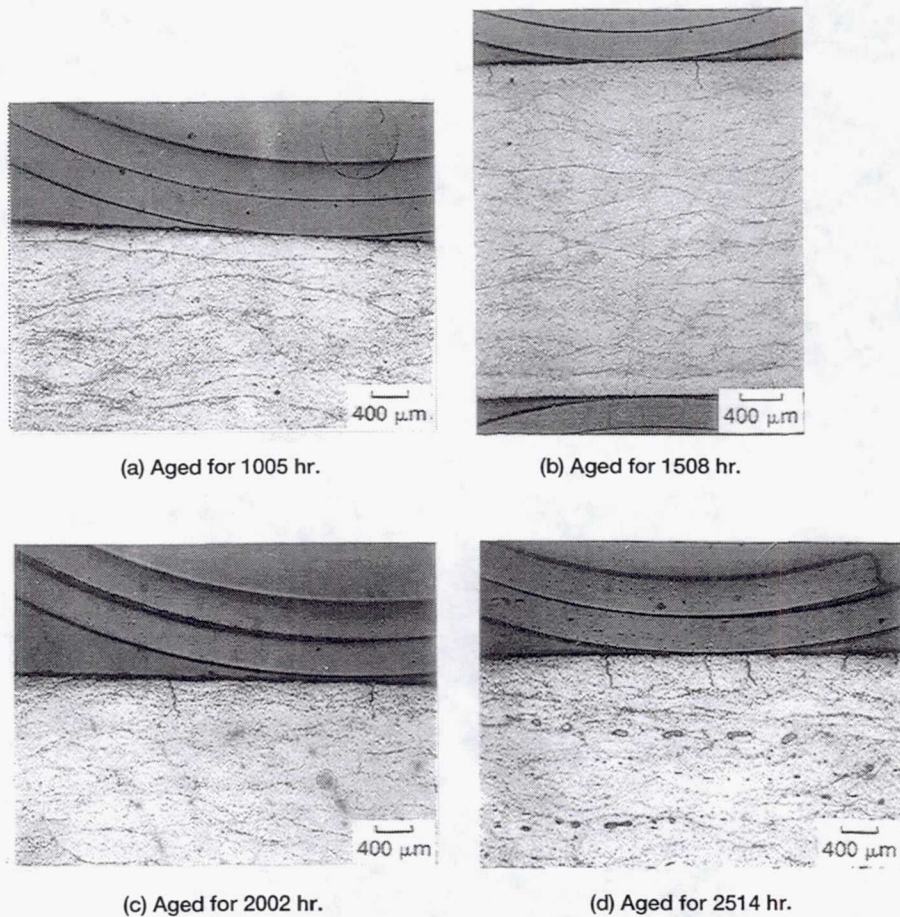 400 μm
400 μm
(a) Aged for 1005 hr.
(b) Aged for 1508 hr.
400 μm
400 μm
(c) Aged for 2002 hr.
(d) Aged for 2514 hr.